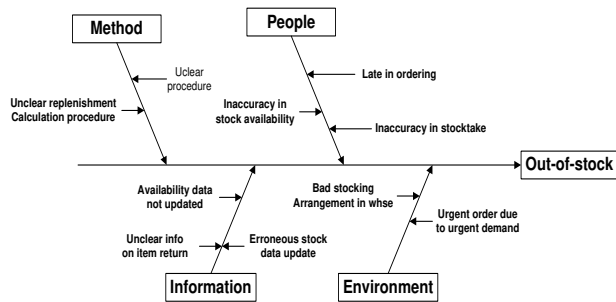 Method
People
Uclear
procedure
Late in ordering
Unclear replenishment
Calculation procedure
Inaccuracy in
stock availability
Inaccuracy in stocktake
Out-of-stock
Availability data
not updated
Bad stocking
Arrangement in whse
Urgent order due
to urgent demand
Unclear info
on item return
Erroneous stock
data update
Information
Environment